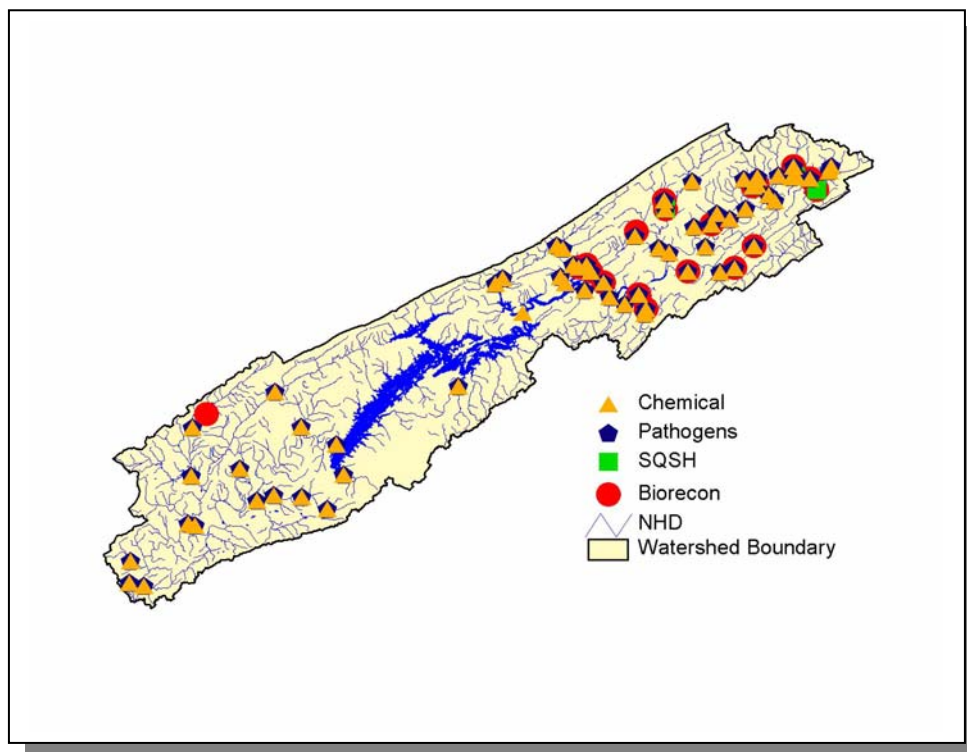 Chemical
Pathogens
SQSH
Biorecon
NHD
Watershed Boundary